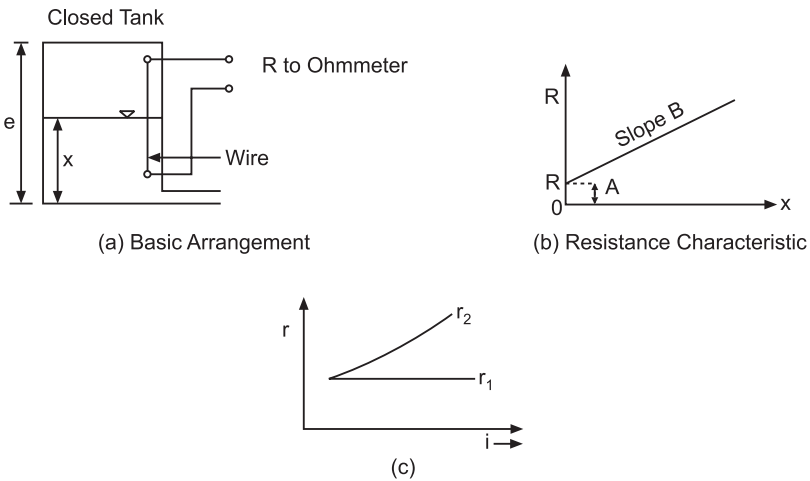 Closed Tank
R to Ohmmeter
e
x
Wire
(a) Basic Arrangement
R
Slope B
R
A
0
x
(b) Resistance Characteristic
r
r₂
r₁
i
(c)